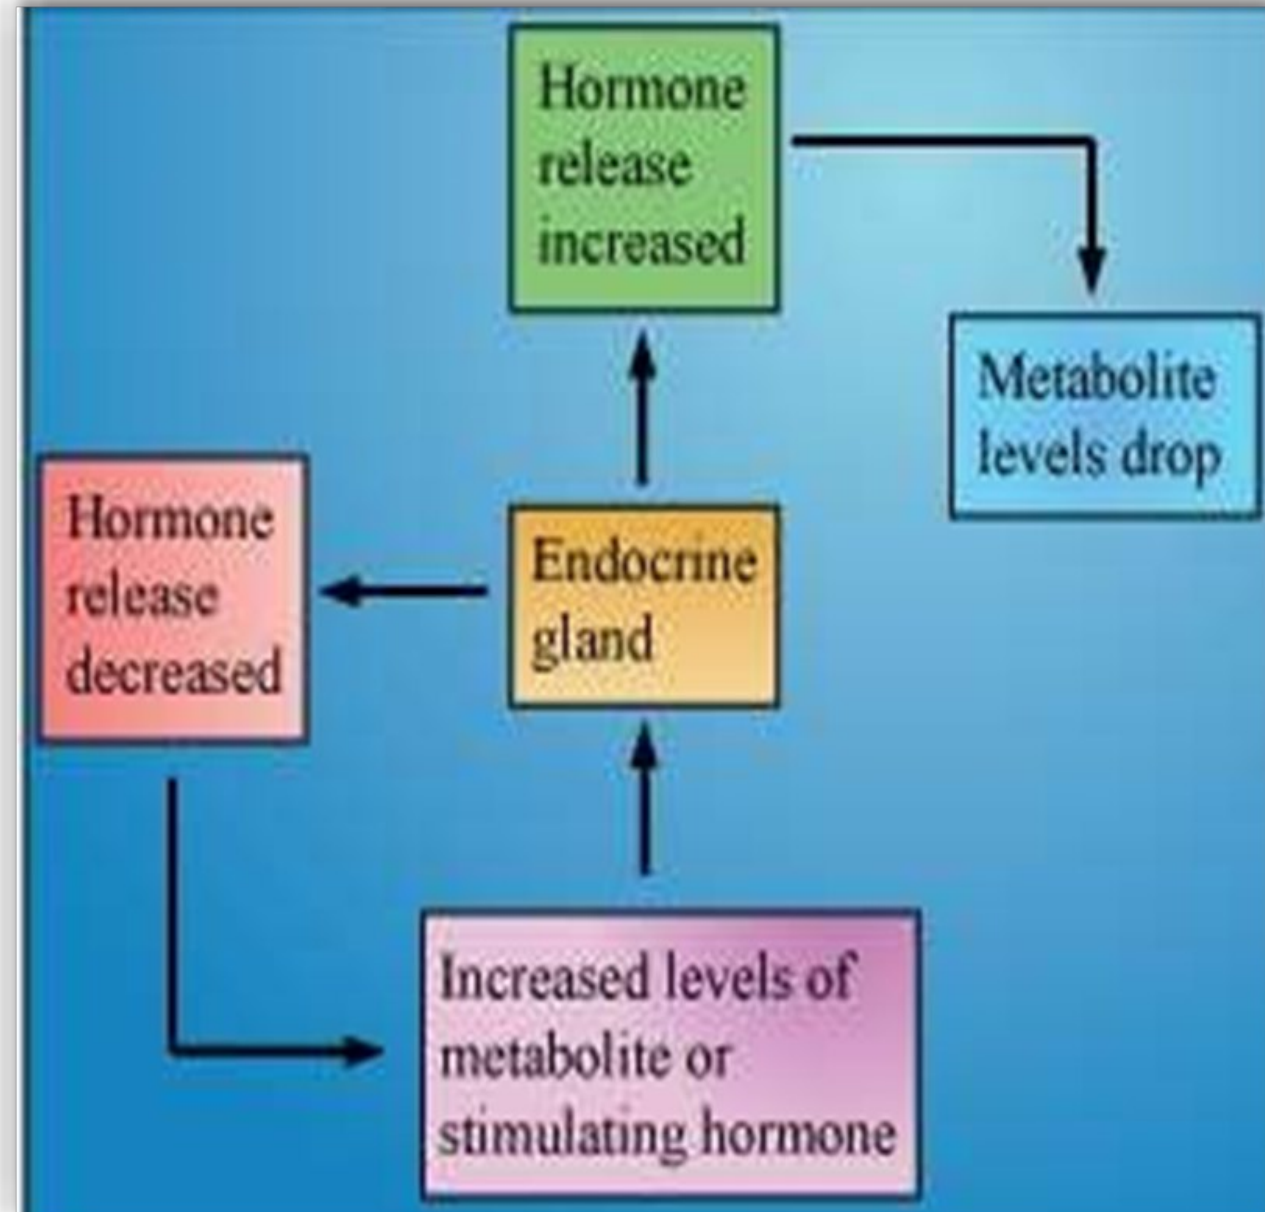 Hormone
release
increased
Metabolite
levels drop
Hormone
release
decreased
Endocrine
gland
Increased levels of
metabolite or
stimulating hormone